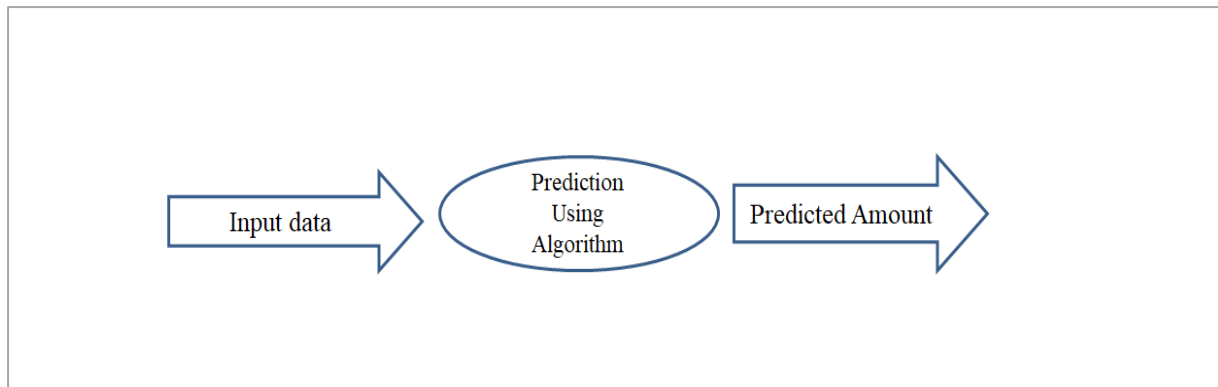 Input data
Prediction
Using
Algorithm
Predicted Amount